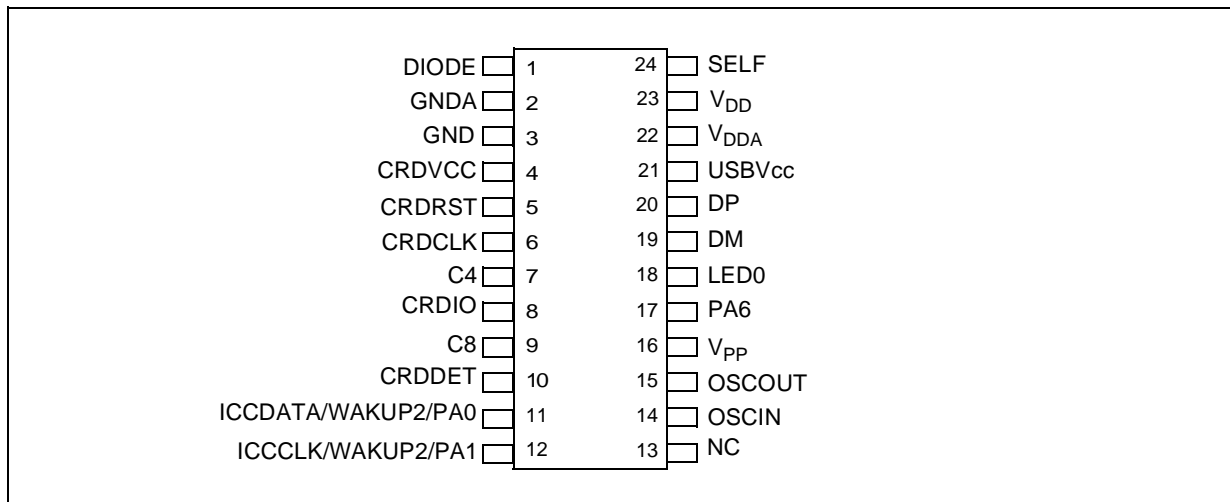 DIODE 1 24 SELF
GNDA 2 23 VDD
GND 3 22 VDDA
CRDVCC 4 21 USBVcc
CRDRST 5 20 DP
CRDCLK 6 19 DM
C4 7 18 LED0
CRDIO 8 17 PA6
C8 9 16 VPP
CRDDET 10 15 OSCOUT
ICCDATA/WAKUP2/PA0 11 14 OSCIN
ICCCLK/WAKUP2/PA1 12 13 NC